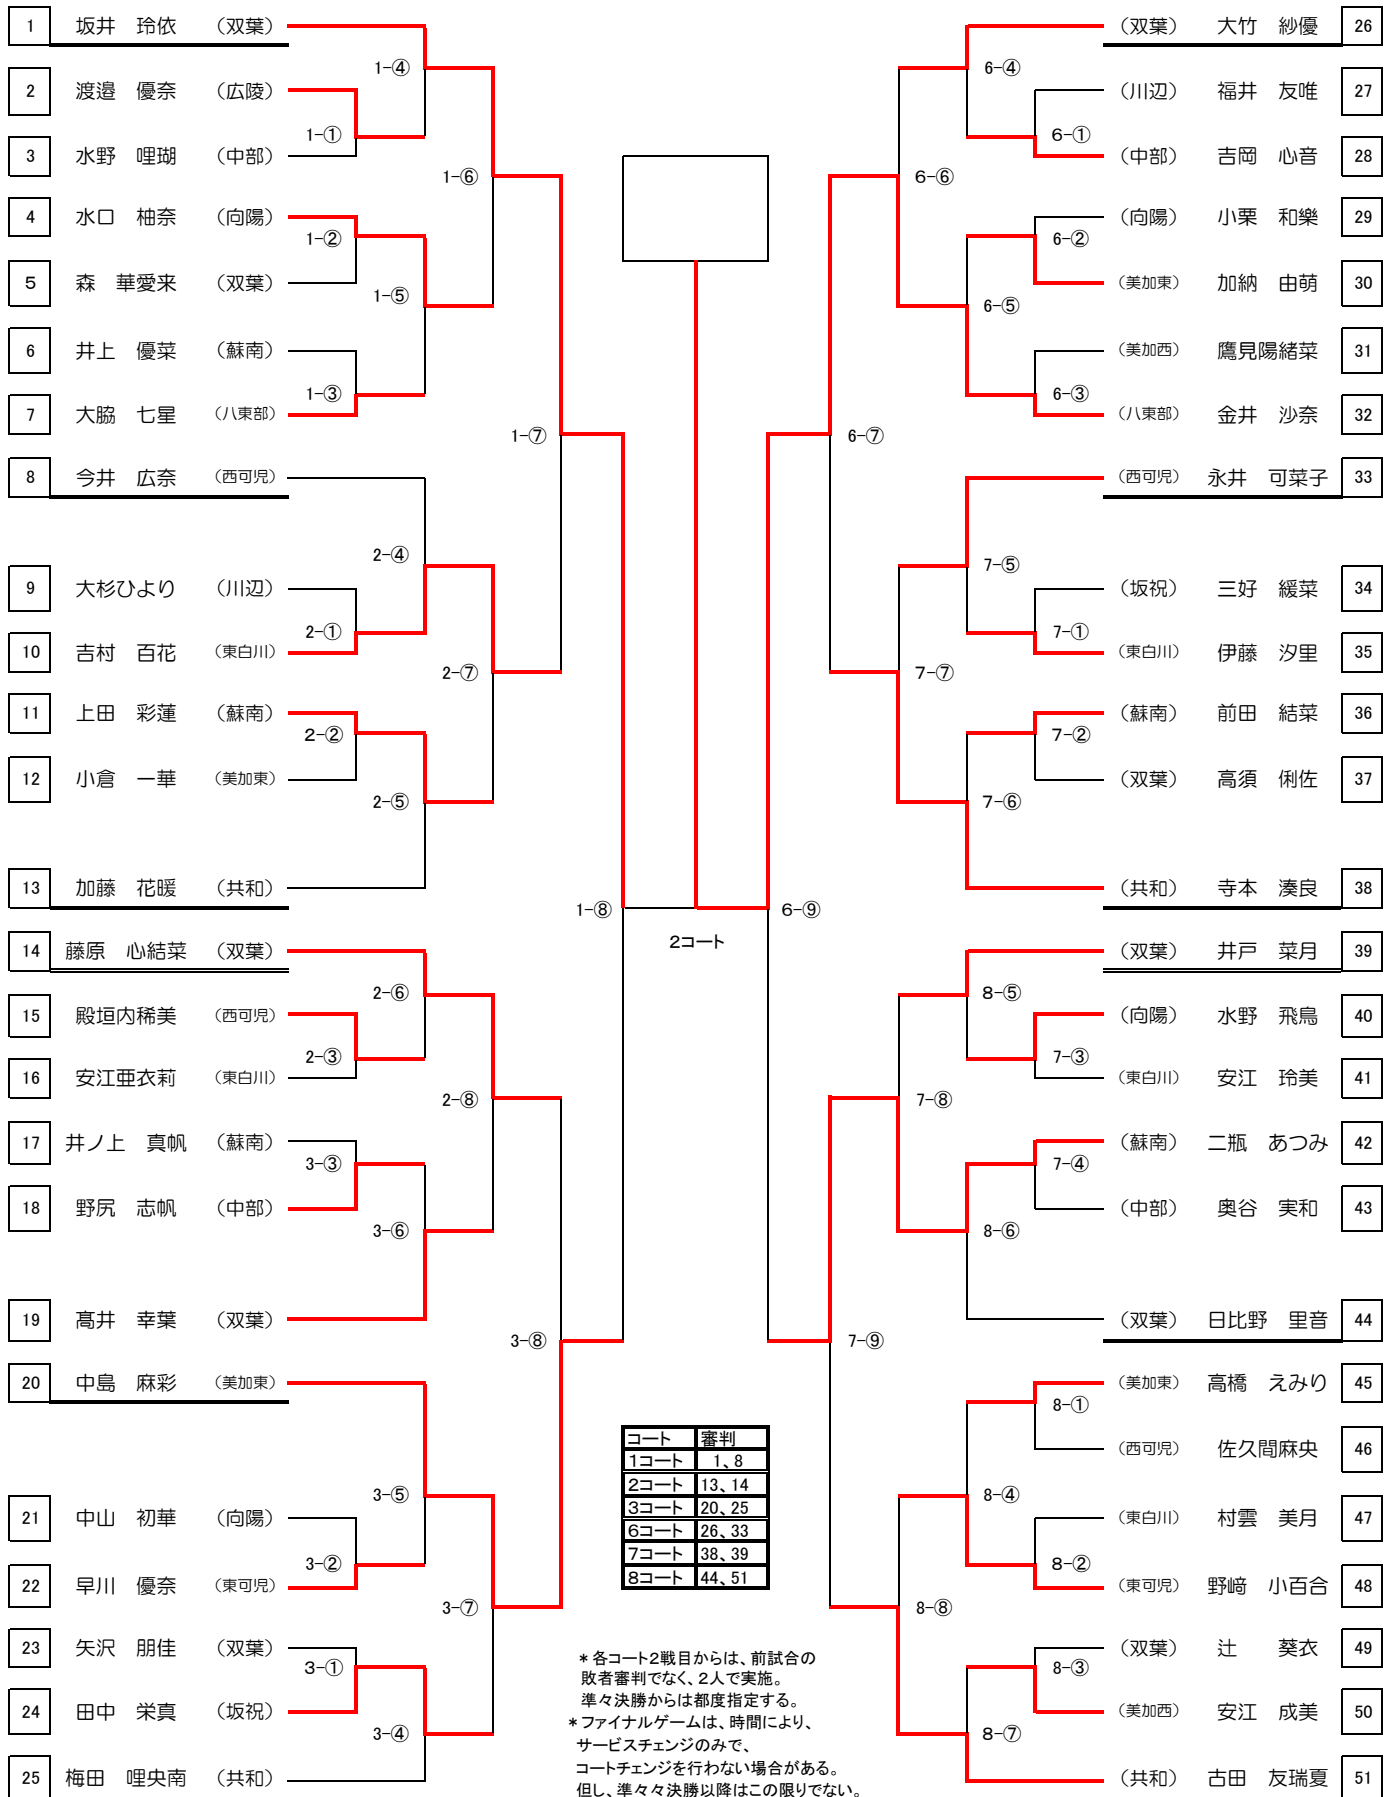 1 坂井　玲依 （双葉）
1-④
2 渡邉　優奈 （広陵）
1-①
3 水野　哩瑚 （中部）
1-⑥
4 水口　柚奈 （向陽）
1-②
5 森　華愛来 （双葉）
1-⑤
6 井上　優菜 （蘇南）
1-③
7 大脇　七星 （八東部）
1-⑦
8 今井　広奈 （西可児）
2-④
9 大杉ひより （川辺）
2-①
10 吉村　百花 （東白川）
2-⑦
11 上田　彩蓮 （蘇南）
2-②
12 小倉　一華 （美加東）
2-⑤
13 加藤　花暖 （共和）
1-⑧
14 藤原　心結菜 （双葉）
2-⑥
15 殿垣内稀美 （西可児）
2-③
16 安江亜衣莉 （東白川）
2-⑧
17 井ノ上　真帆 （蘇南）
3-③
18 野尻　志帆 （中部）
3-⑥
19 髙井　幸葉 （双葉）
3-⑧
20 中島　麻彩 （美加東）
3-⑤
21 中山　初華 （向陽）
3-②
22 早川　優奈 （東可児）
3-⑦
23 矢沢　朋佳 （双葉）
3-①
24 田中　栄真 （坂祝）
3-④
25 梅田　哩央南 （共和）
（双葉） 大竹　紗優 26
6-④
（川辺） 福井　友唯 27
6-①
（中部） 吉岡　心音 28
6-⑥
（向陽） 小栗　和樂 29
6-②
（美加東） 加納　由萌 30
6-⑤
（美加西） 鷹見陽緒菜 31
6-③
（八東部） 金井　沙奈 32
6-⑦
（西可児） 永井　可菜子 33
7-⑤
（坂祝） 三好　緩菜 34
7-①
（東白川） 伊藤　汐里 35
7-⑦
（蘇南） 前田　結菜 36
7-②
（双葉） 高須　俐佐 37
7-⑥
（共和） 寺本　湊良 38
6-⑨
2コート
（双葉） 井戸　菜月 39
8-⑤
（向陽） 水野　飛鳥 40
7-③
（東白川） 安江　玲美 41
7-⑧
（蘇南） 二瓶　あつみ 42
7-④
（中部） 奥谷　実和 43
8-⑥
（双葉） 日比野　里音 44
7-⑨
（美加東） 高橋　えみり 45
8-①
（西可児） 佐久間麻央 46
8-④
（東白川） 村雲　美月 47
8-②
（東可児） 野﨑　小百合 48
8-⑧
（双葉） 辻　葵衣 49
8-③
（美加西） 安江　成美 50
8-⑦
（共和） 古田　友瑞夏 51
コート 審判
1コート 1、8
2コート 13、14
3コート 20、25
6コート 26、33
7コート 38、39
8コート 44、51
＊各コート2戦目からは、前試合の
敗者審判でなく、2人で実施。
準々決勝からは都度指定する。
＊ファイナルゲームは、時間により、
サービスチェンジのみで、
コートチェンジを行わない場合がある。
但し、準々々決勝以降はこの限りでない。